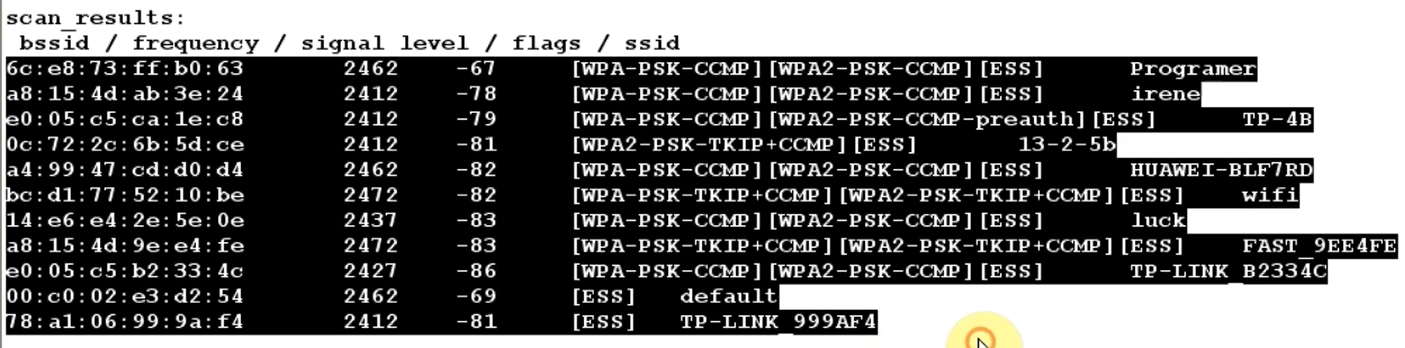 scan_results:
bssid / frequency / signal level / flags / ssid
6c:e8:73:ff:b0:63 2462 -67 [WPA-PSK-CCMP][WPA2-PSK-CCMP][ESS] Programer
a8:15:4d:ab:3e:24 2412 -78 [WPA-PSK-CCMP][WPA2-PSK-CCMP][ESS] irene
e0:05:c5:ca:1e:c8 2412 -79 [WPA-PSK-CCMP][WPA2-PSK-CCMP-preauth][ESS] TP-4B
0c:72:2c:6b:5d:ce 2412 -81 [WPA2-PSK-TKIP+CCMP][ESS] 13-2-5b
a4:99:47:cd:d0:d4 2462 -82 [WPA-PSK-CCMP][WPA2-PSK-CCMP][ESS] HUAWEI-BLF7RD
bc:d1:77:52:10:be 2472 -82 [WPA-PSK-TKIP+CCMP][WPA2-PSK-TKIP+CCMP][ESS] wifi
14:e6:e4:2e:5e:0e 2437 -83 [WPA-PSK-CCMP][WPA2-PSK-CCMP][ESS] luck
a8:15:4d:9e:e4:fe 2472 -83 [WPA-PSK-TKIP+CCMP][WPA2-PSK-TKIP+CCMP][ESS] FAST_9EE4FE
e0:05:c5:b2:33:4c 2427 -86 [WPA-PSK-CCMP][WPA2-PSK-CCMP][ESS] TP-LINK_B2334C
00:c0:02:e3:d2:54 2462 -69 [ESS] default
78:a1:06:99:9a:f4 2412 -81 [ESS] TP-LINK_999AF4